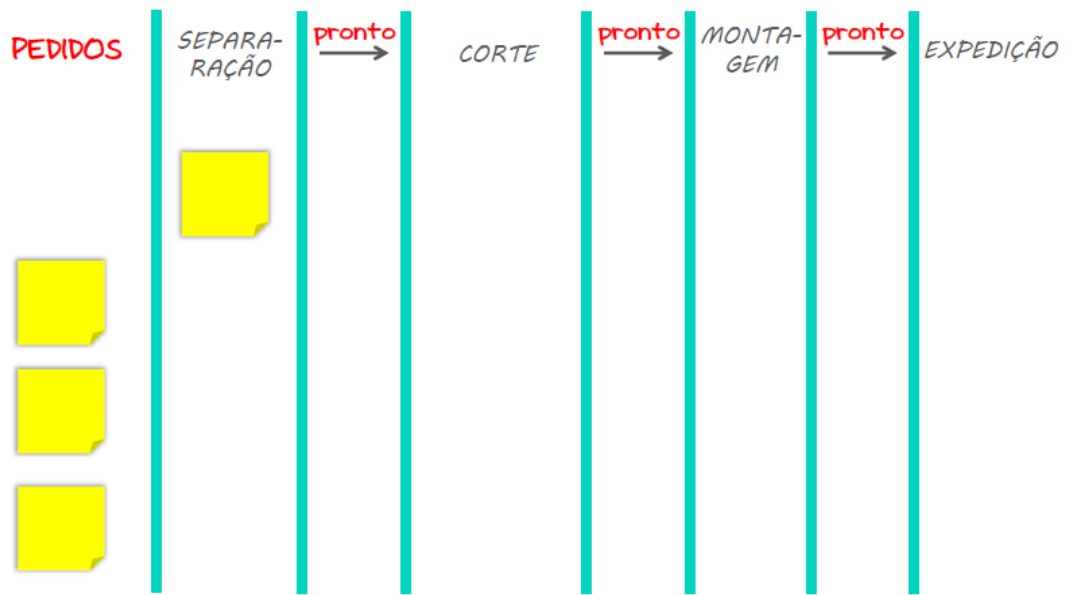 PEDIDOS
SEPARA-
RAÇÃO
pronto
CORTE
pronto
MONTA-
GEM
pronto
EXPEDIÇÃO